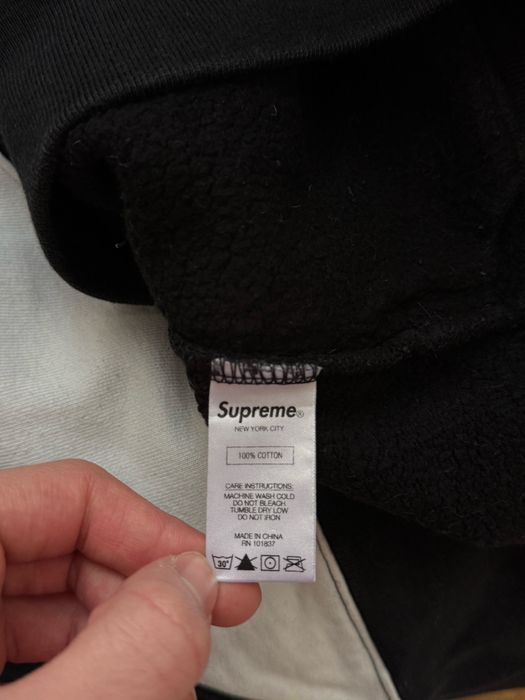 Supreme®
NEW YORK CITY
100% COTTON
CARE INSTRUCTIONS:
MACHINE WASH COLD
DO NOT BLEACH
TUMBLE DRY LOW
DO NOT IRON
MADE IN CHINA
RN 101837
30°